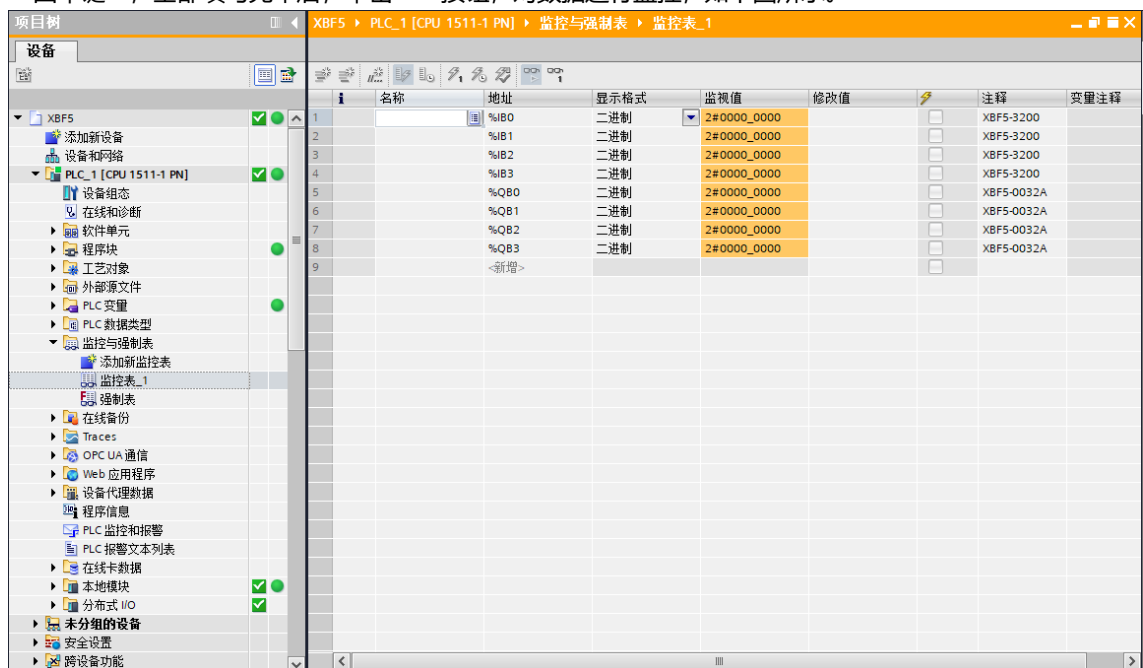 项目树
XBF5 ▸ PLC_1 [CPU 1511-1 PN] ▸ 监控与强制表 ▸ 监控表_1
设备
i 名称 地址 显示格式 监视值 修改值 注释 变量注释
1 %IB0 二进制 2#0000_0000 XBF5-3200
2 %IB1 二进制 2#0000_0000 XBF5-3200
3 %IB2 二进制 2#0000_0000 XBF5-3200
4 %IB3 二进制 2#0000_0000 XBF5-3200
5 %QB0 二进制 2#0000_0000 XBF5-0032A
6 %QB1 二进制 2#0000_0000 XBF5-0032A
7 %QB2 二进制 2#0000_0000 XBF5-0032A
8 %QB3 二进制 2#0000_0000 XBF5-0032A
9 <新增>
XBF5
添加新设备
设备和网络
PLC_1 [CPU 1511-1 PN]
设备组态
在线和诊断
软件单元
程序块
工艺对象
外部源文件
PLC 变量
PLC 数据类型
监控与强制表
添加新监控表
监控表_1
强制表
在线备份
Traces
OPC UA 通信
Web 应用程序
设备代理数据
程序信息
PLC 监控和报警
PLC 报警文本列表
在线卡数据
本地模块
分布式 I/O
未分组的设备
安全设置
跨设备功能